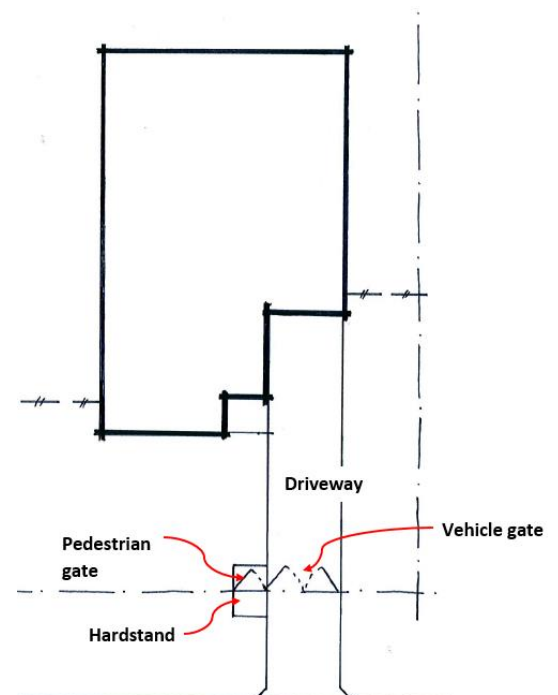 Driveway
Vehicle gate
Pedestrian
gate
Hardstand